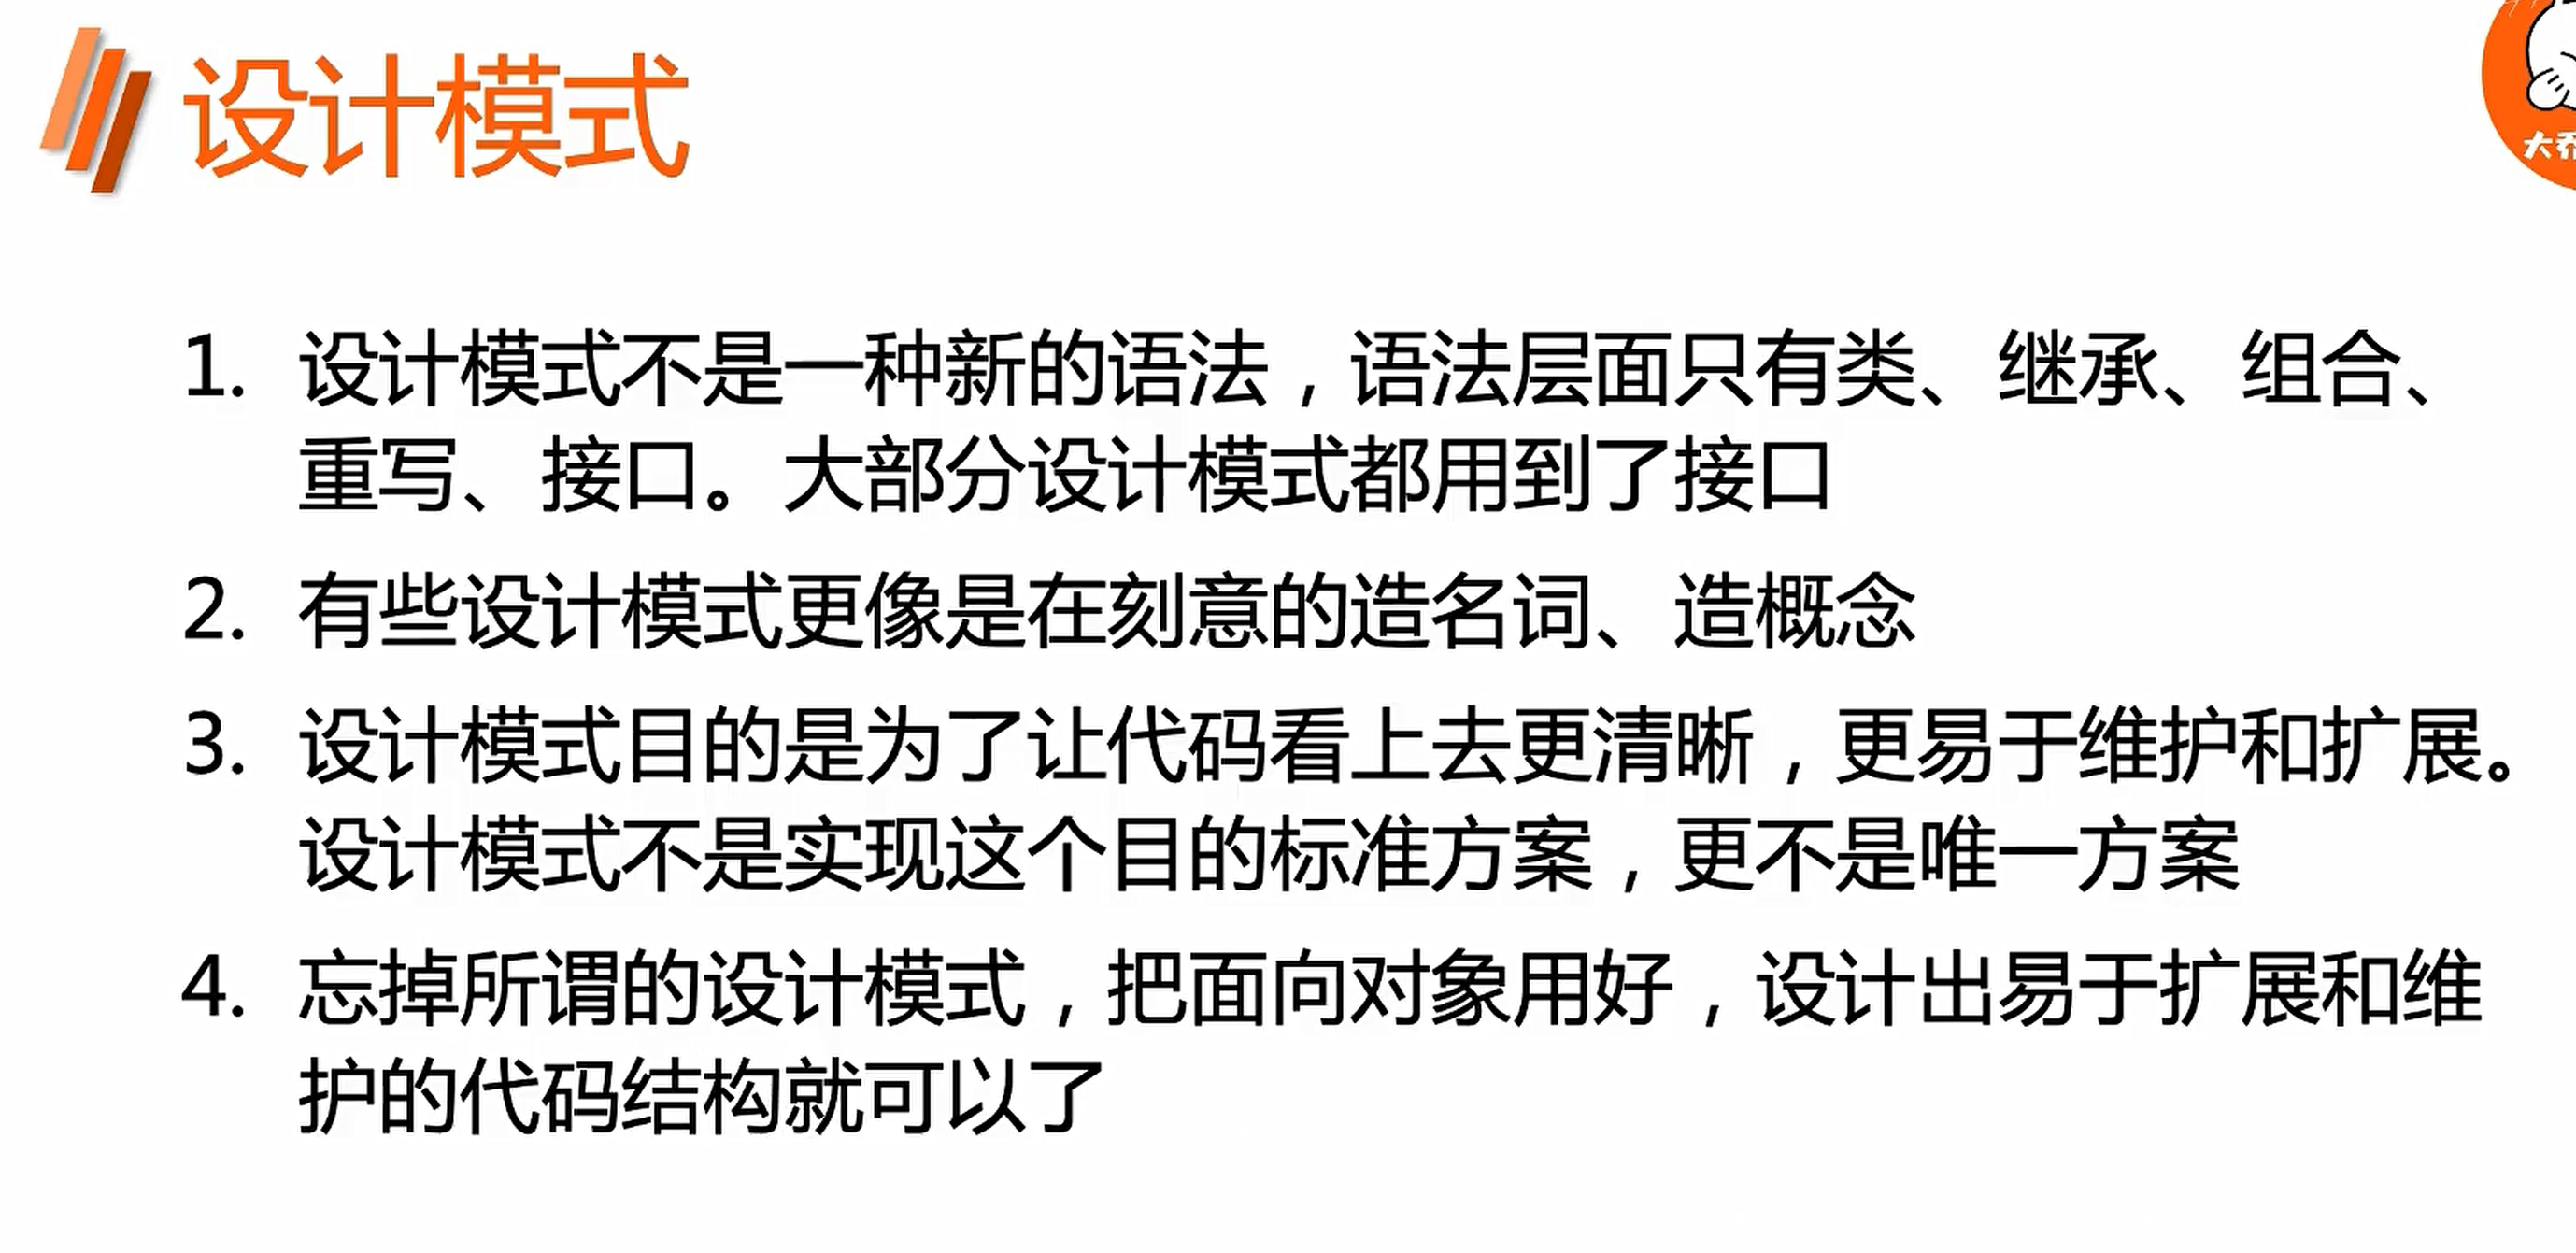 设计模式
大乔
1. 设计模式不是一种新的语法，语法层面只有类、继承、组合、
重写、接口。大部分设计模式都用到了接口
2. 有些设计模式更像是在刻意的造名词、造概念
3. 设计模式目的是为了让代码看上去更清晰，更易于维护和扩展。
设计模式不是实现这个目的标准方案，更不是唯一方案
4. 忘掉所谓的设计模式，把面向对象用好，设计出易于扩展和维
护的代码结构就可以了